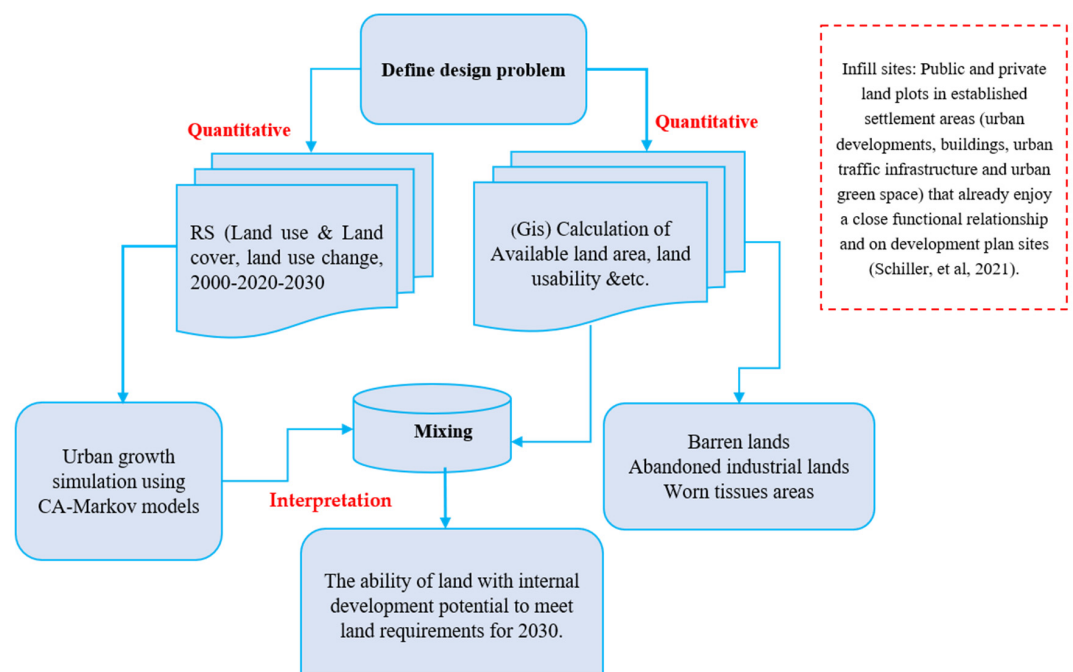 Define design problem
Infill sites: Public and private
land plots in established
settlement areas (urban
developments, buildings, urban
traffic infrastructure and urban
green space) that already enjoy
a close functional relationship
and on development plan sites
(Schiller, et al, 2021).
Quantitative
Quantitative
RS (Land use & Land
cover, land use change,
2000-2020-2030
(Gis) Calculation of
Available land area, land
usability &etc.
Urban growth
simulation using
CA-Markov models
Mixing
Barren lands
Abandoned industrial lands
Worn tissues areas
Interpretation
The ability of land with internal
development potential to meet
land requirements for 2030.